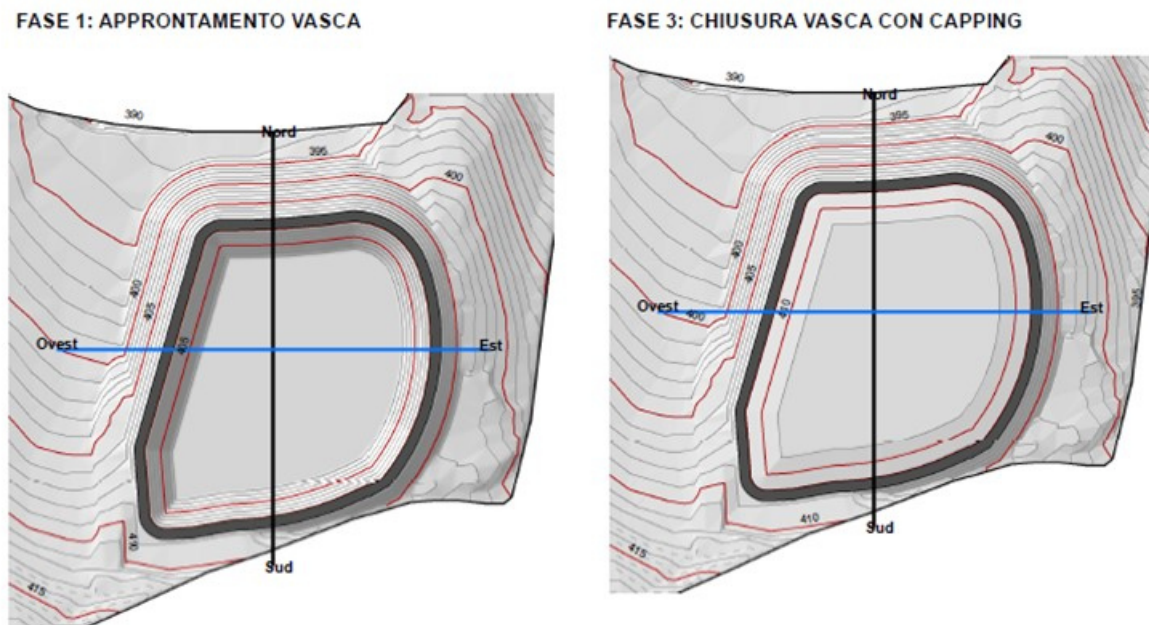 FASE 1: APPRONTAMENTO VASCA
390
Nord
395
400
400
405
Ovest
405
Est
410
Sud
415
FASE 3: CHIUSURA VASCA CON CAPPING
390
Nord
395
400
400
405
Ovest
400
410
Est
395
410
Sud
415